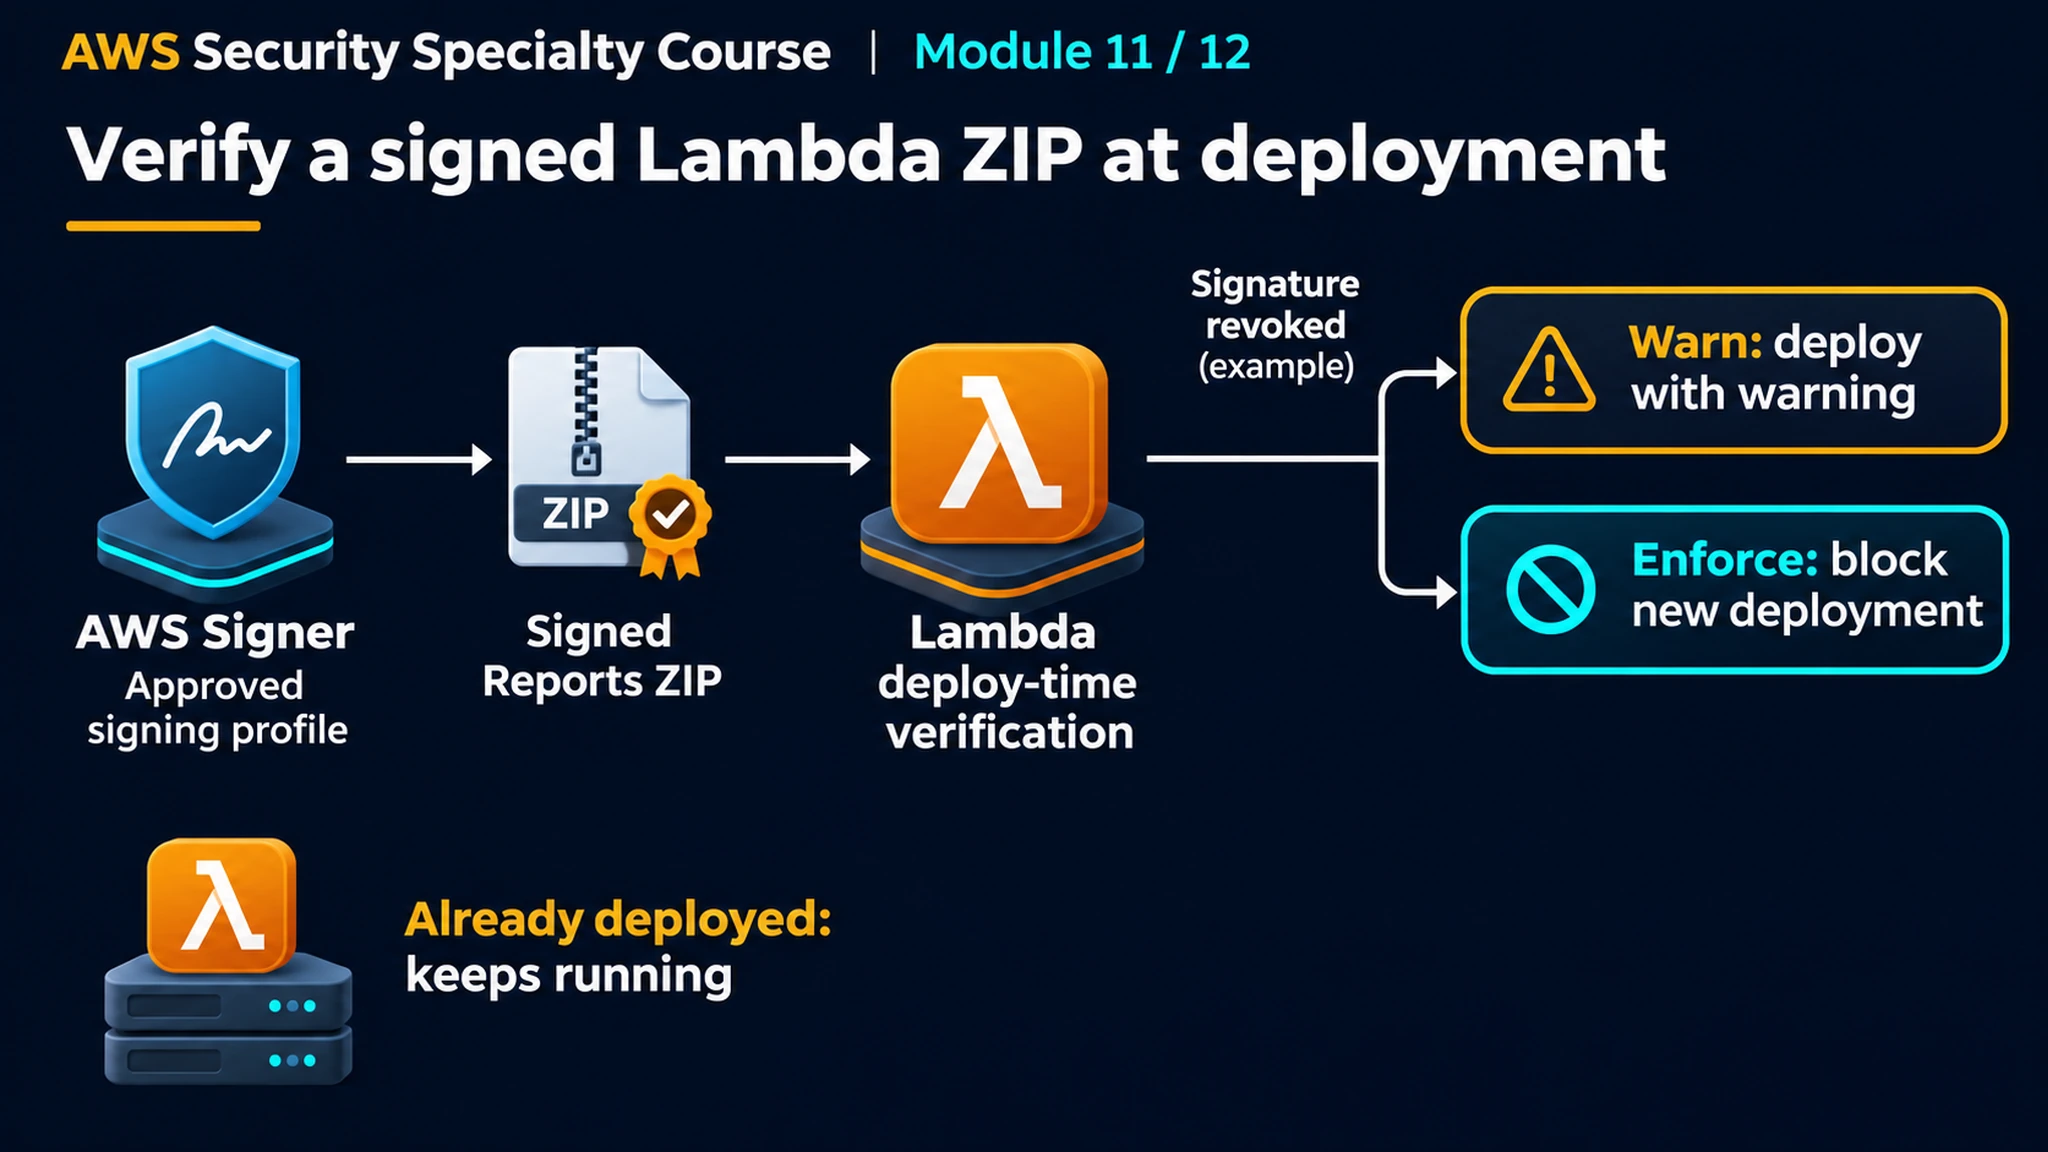 AWS Security Specialty Course | Module 11 / 12
Verify a signed Lambda ZIP at deployment
Signature
revoked
(example)
Warn: deploy
with warning
Enforce: block
new deployment
ZIP
AWS Signer
Approved
signing profile
Signed
Reports ZIP
Lambda
deploy-time
verification
Already deployed:
keeps running